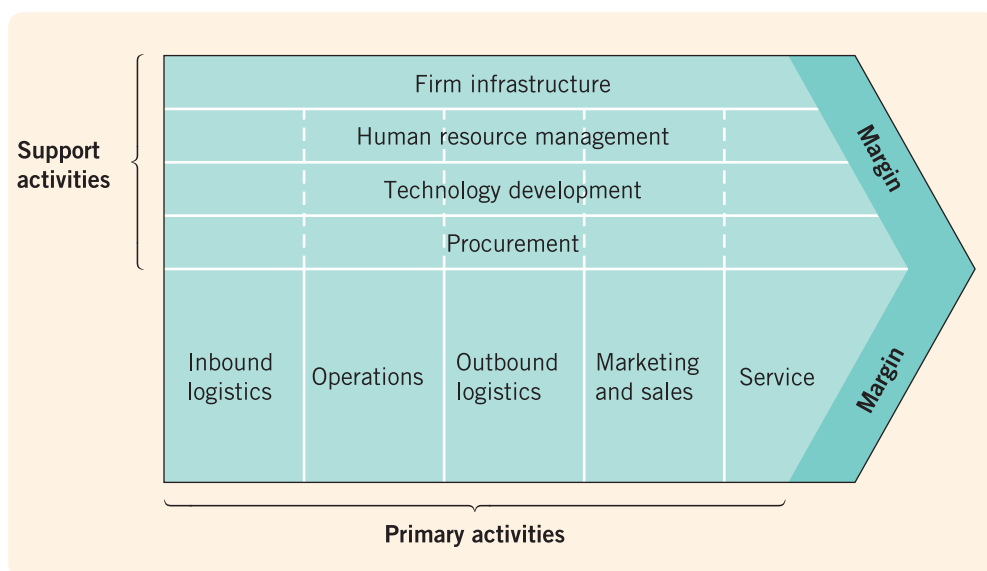 Firm infrastructure
Human resource management
Support
activities
Technology development
Procurement
Margin
Inbound
logistics
Operations
Outbound
logistics
Marketing
and sales
Service
Margin
Primary activities